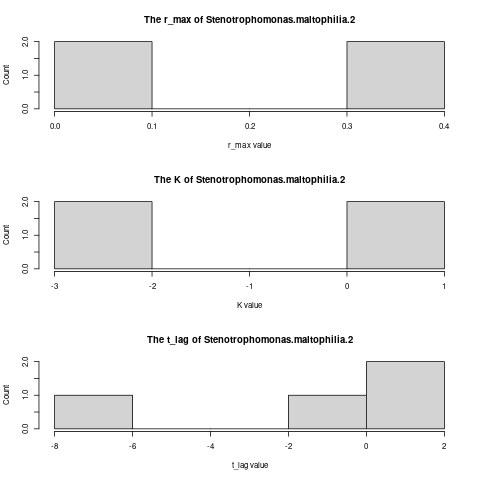 The r_max of Stenotrophomonas.maltophilia.2
Count
0.0 1.0 2.0
0.0 0.1 0.2 0.3 0.4
r_max value
The K of Stenotrophomonas.maltophilia.2
Count
0.0 1.0 2.0
-3 -2 -1 0 1
K value
The t_lag of Stenotrophomonas.maltophilia.2
Count
0.0 1.0 2.0
-8 -6 -4 -2 0 2
t_lag value